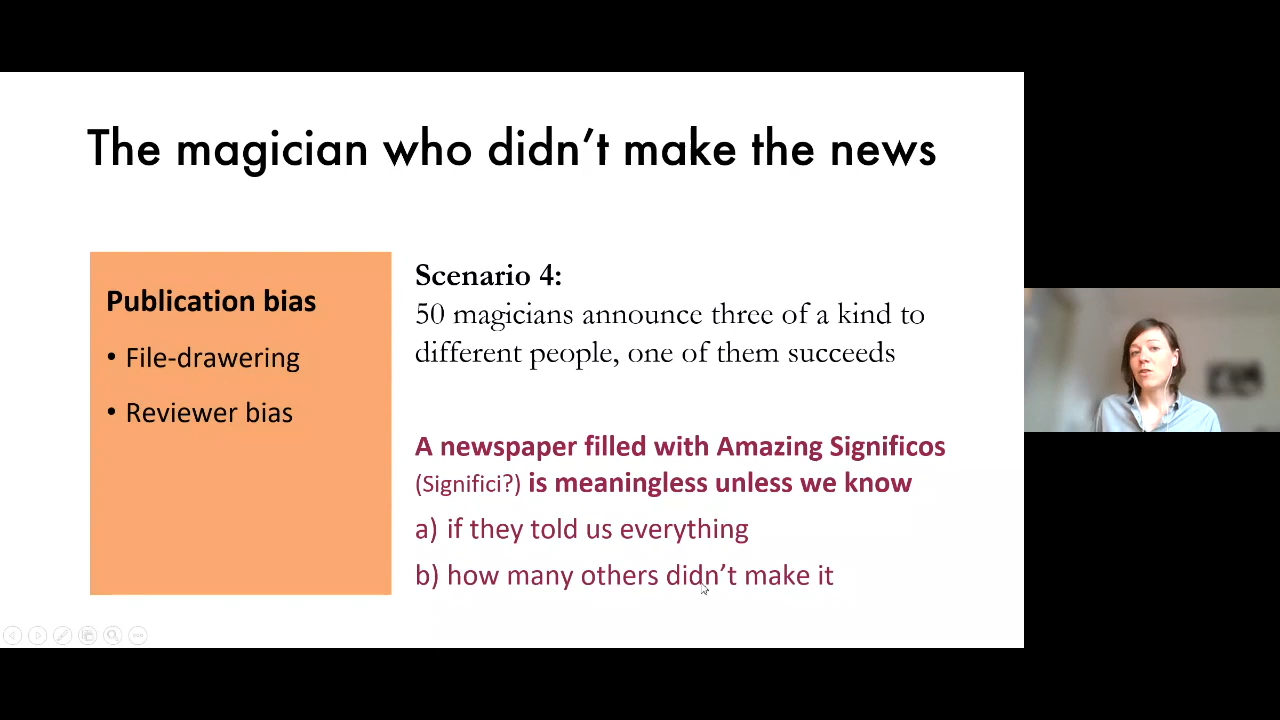 The magician who didn’t make the news
Publication bias
• File-drawering
• Reviewer bias
Scenario 4:
50 magicians announce three of a kind to
different people, one of them succeeds
A newspaper filled with Amazing Significos
(Significi?) is meaningless unless we know
a) if they told us everything
b) how many others didn’t make it